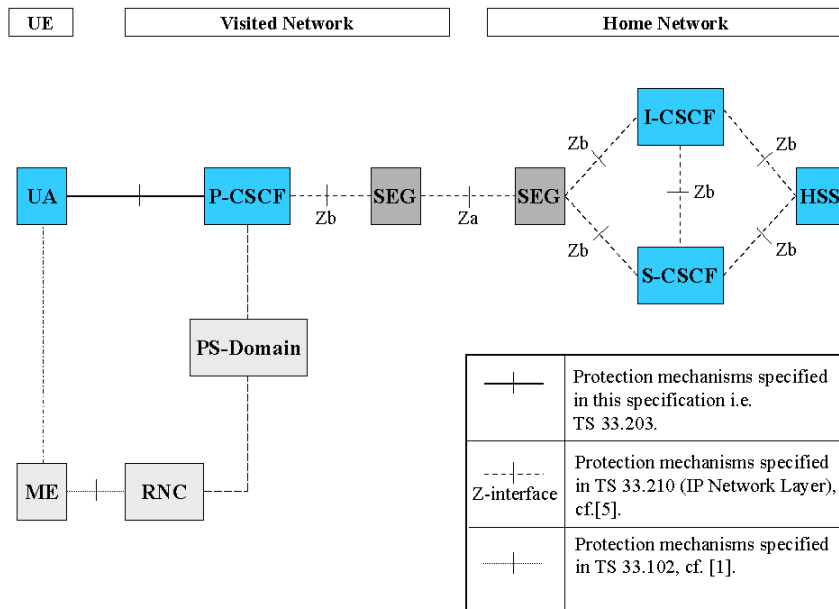 UE
Visited Network
Home Network
I-CSCF
Zb
Zb
UA
P-CSCF
SEG
SEG
Zb
HSS
Zb
Za
Zb
Zb
S-CSCF
PS-Domain
ME
RNC
Protection mechanisms specified
in this specification i.e.
TS 33.203.
Z-interface
Protection mechanisms specified
in TS 33.210 (IP Network Layer),
cf.[5].
Protection mechanisms specified
in TS 33.102, cf. [1].